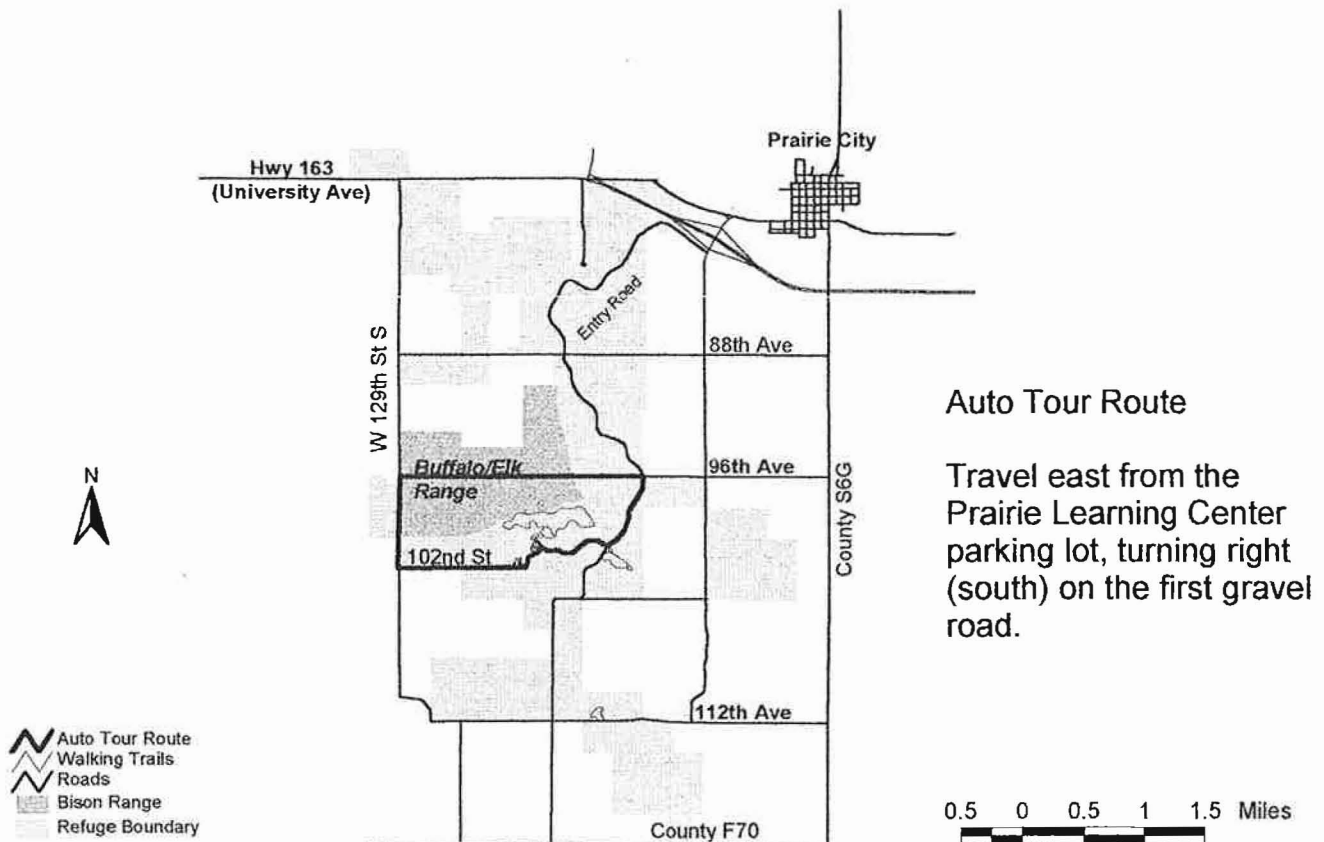 Prairie City
Hwy 163
(University Ave)
Entry Road
88th Ave
W 129th St S
Buffalo/Elk
Range
96th Ave
County S6G
N
102nd St
112th Ave
County F70
Auto Tour Route
Travel east from the
Prairie Learning Center
parking lot, turning right
(south) on the first gravel
road.
Auto Tour Route
Walking Trails
Roads
Bison Range
Refuge Boundary
0.5 0 0.5 1 1.5 Miles